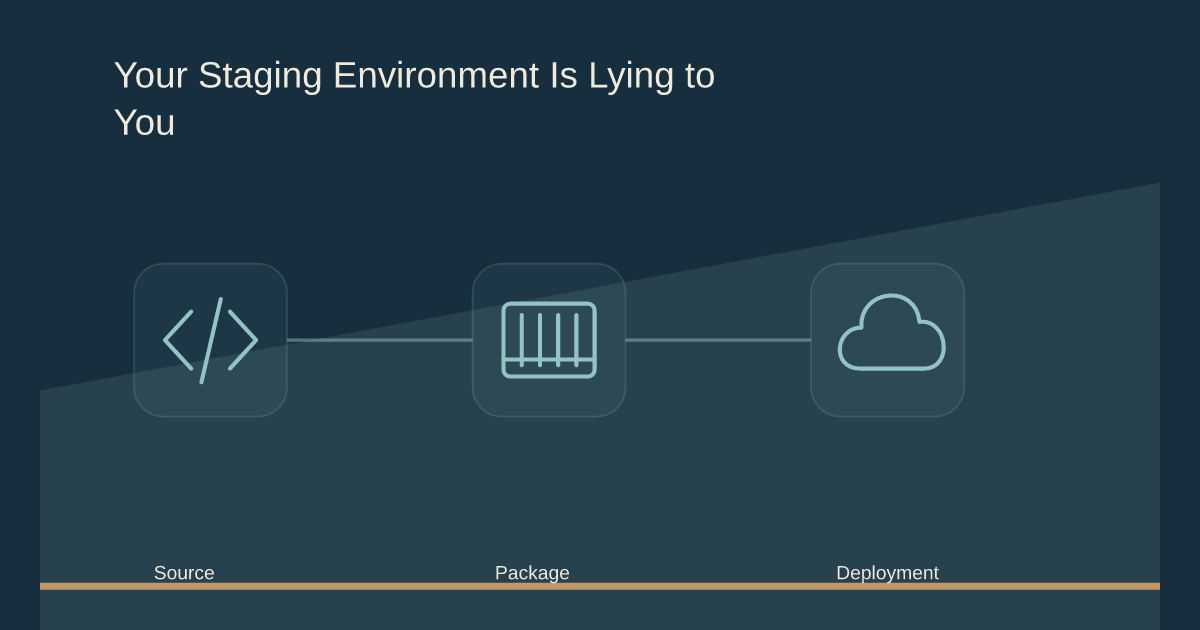 Your Staging Environment Is Lying to
You
Source
Package
Deployment